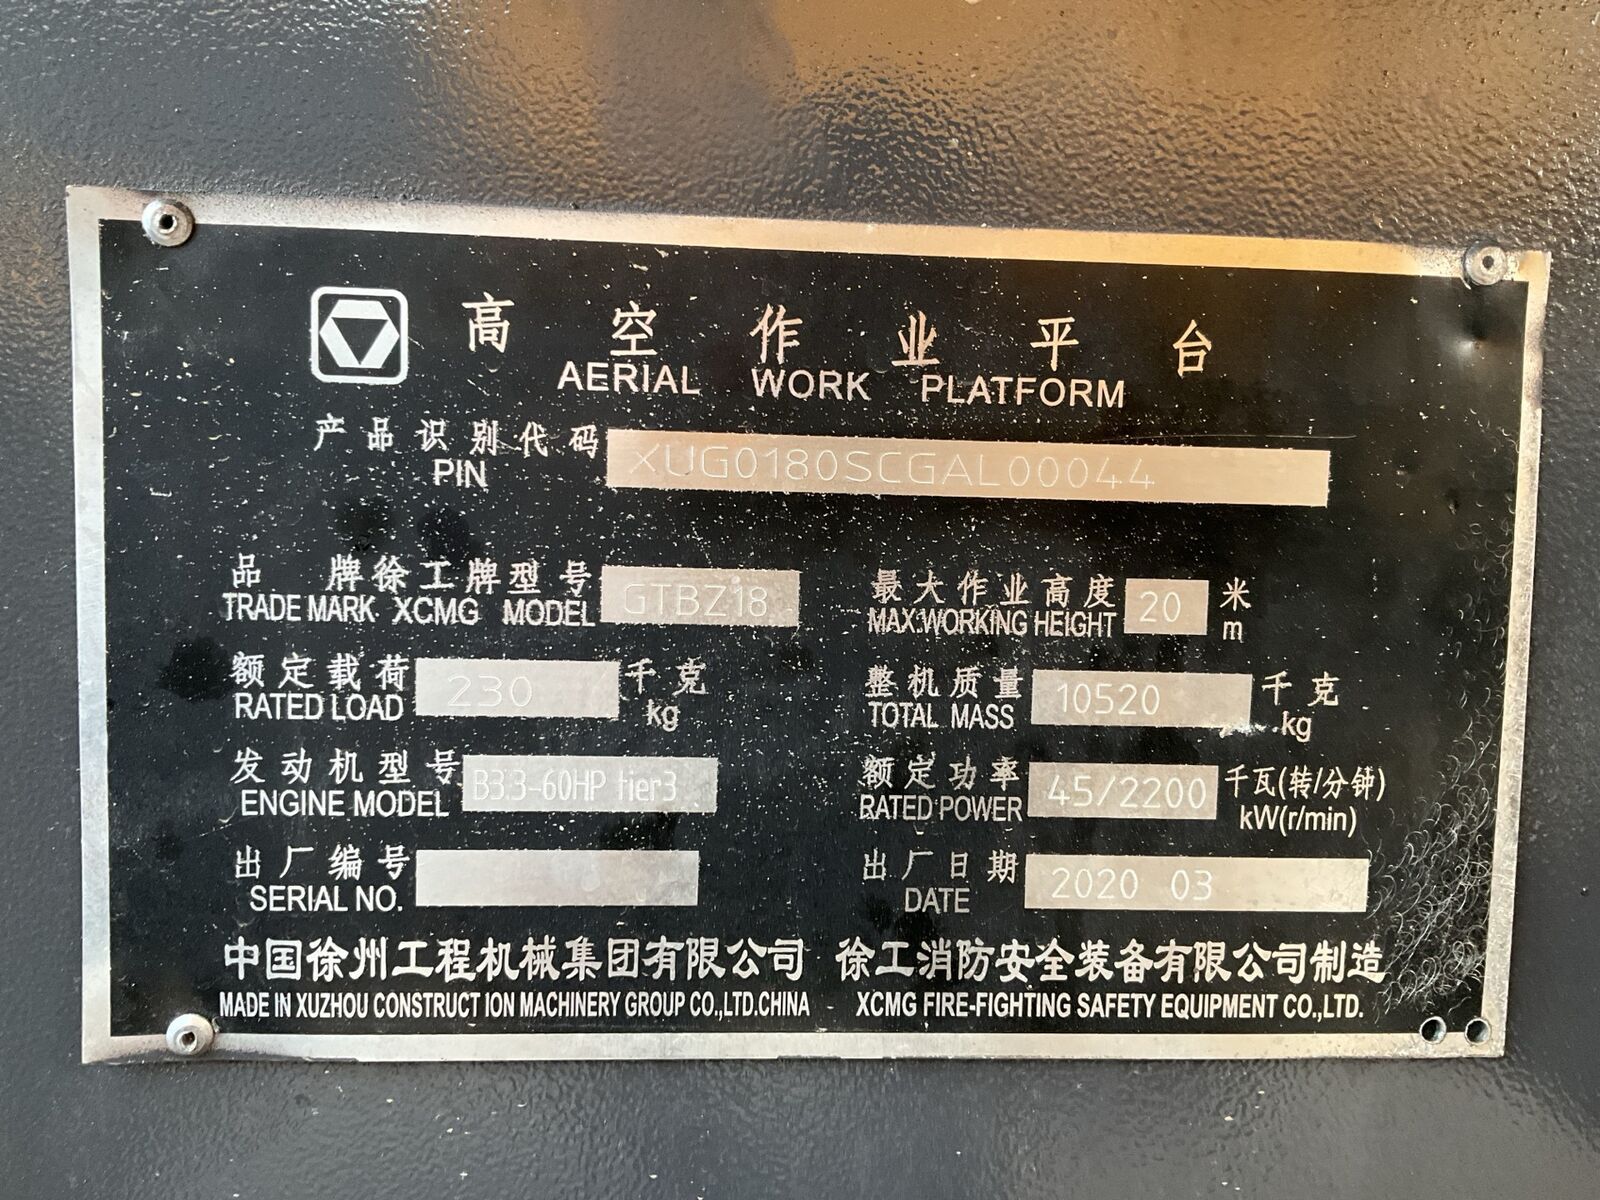 高空作业平台
AERIAL WORK PLATFORM
产品识别代码 XUG0180SCGAL00044
PIN
品 牌徐工牌型号 GTBZ18 最大作业高度 20 米
TRADE MARK XCMG MODEL MAX.WORKING HEIGHT m
额定载荷 230 千克 整机质量 10520 千克
RATED LOAD kg TOTAL MASS kg
发动机型号 B3.3-60HP tier3 额定功率 45/2200 千瓦(转/分钟)
ENGINE MODEL RATED POWER kW(r/min)
出厂编号 出厂日期 2020 03
SERIAL NO. DATE
中国徐州工程机械集团有限公司 徐工消防安全装备有限公司制造
MADE IN XUZHOU CONSTRUCT ION MACHINERY GROUP CO.,LTD.CHINA XCMG FIRE-FIGHTING SAFETY EQUIPMENT CO.,LTD.